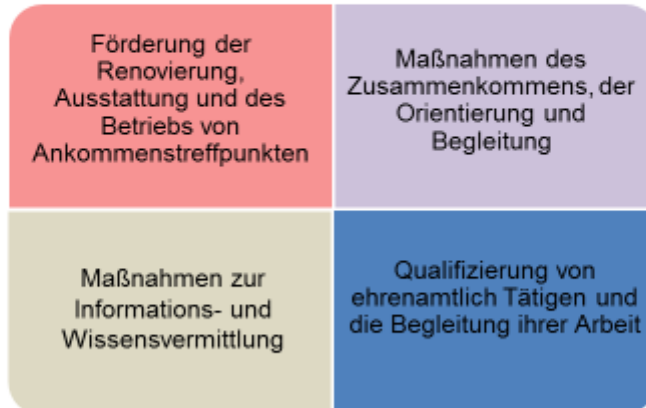 Förderung der
Renovierung,
Ausstattung und des
Betriebs von
Ankommenstreffpunkten
Maßnahmen des
Zusammenkommens, der
Orientierung und
Begleitung
Maßnahmen zur
Informations- und
Wissensvermittlung
Qualifizierung von
ehrenamtlich Tätigen und
die Begleitung ihrer Arbeit